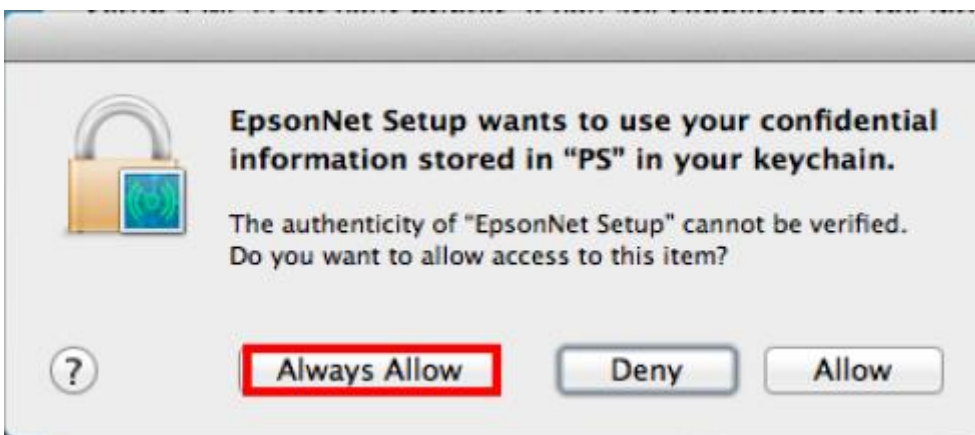 EpsonNet Setup wants to use your confidential
information stored in “PS” in your keychain.
The authenticity of "EpsonNet Setup" cannot be verified.
Do you want to allow access to this item?
? Always Allow Deny Allow